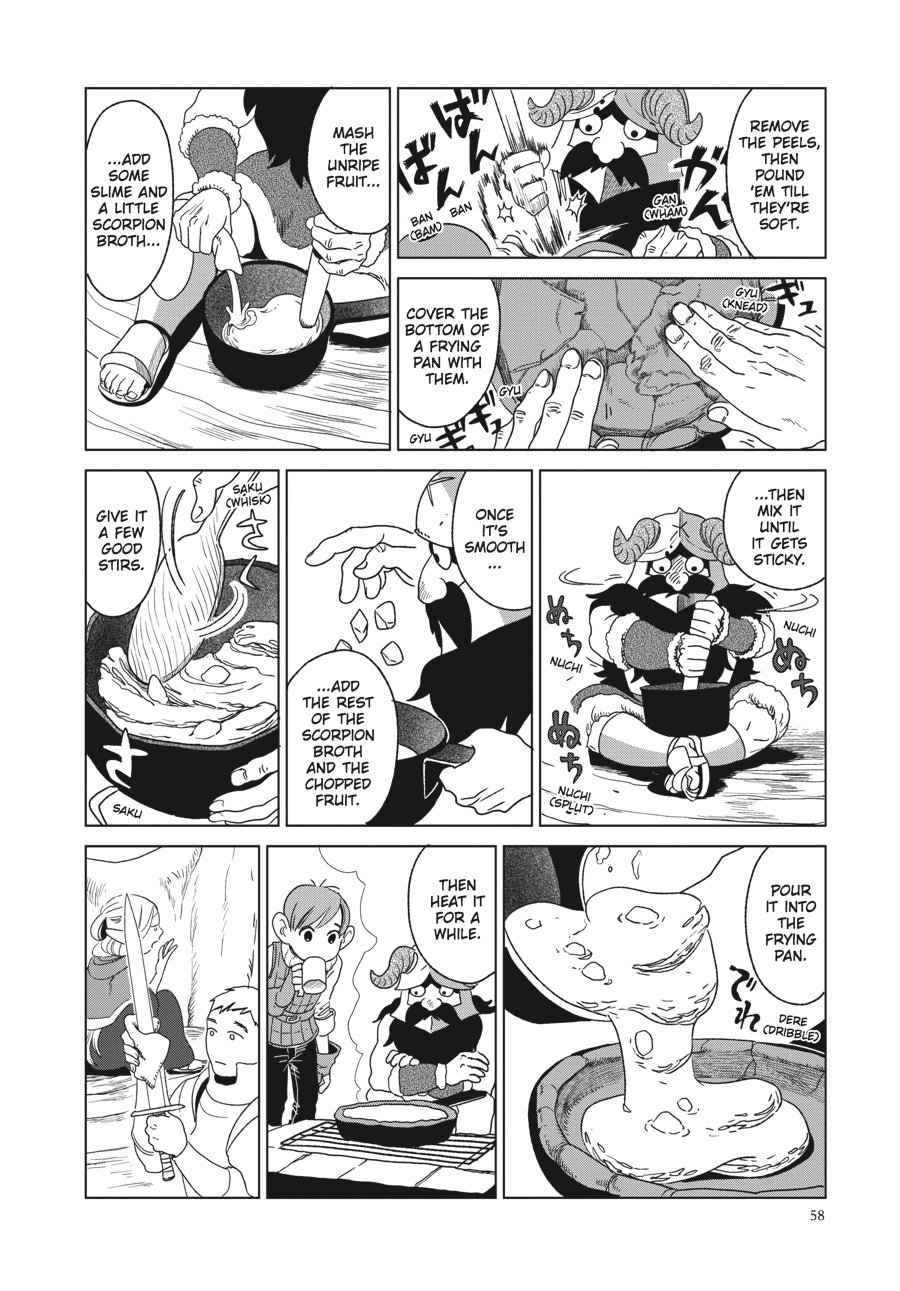 REMOVE
THE PEELS,
THEN
POUND
'EM TILL
THEY'RE
SOFT.
がん
GAN
(WHAM)
ばん
ばん
BAN
BAN
(BAM)
ギュ
GYU
(KNEAD)
COVER THE
BOTTOM OF
A FRYING
PAN WITH
THEM.
GYU
ギュ
GYU
MASH
THE
UNRIPE
FRUIT...
...ADD
SOME
SLIME AND
A LITTLE
SCORPION
BROTH...
...THEN
MIX IT
UNTIL
IT GETS
STICKY.
ぬち
NUCHI
ぬち
NUCHI
ぬち
NUCHI
(SPLUT)
ONCE
IT'S
SMOOTH
...
...ADD
THE REST
OF THE
SCORPION
BROTH
AND THE
CHOPPED
FRUIT.
SAKU
(WHISK)
さ
GIVE IT
A FEW
GOOD
STIRS.
さ
SAKU
POUR
IT INTO
THE
FRYING
PAN.
でれ
DERE
(DRIBBLE)
THEN
HEAT IT
FOR A
WHILE.
58